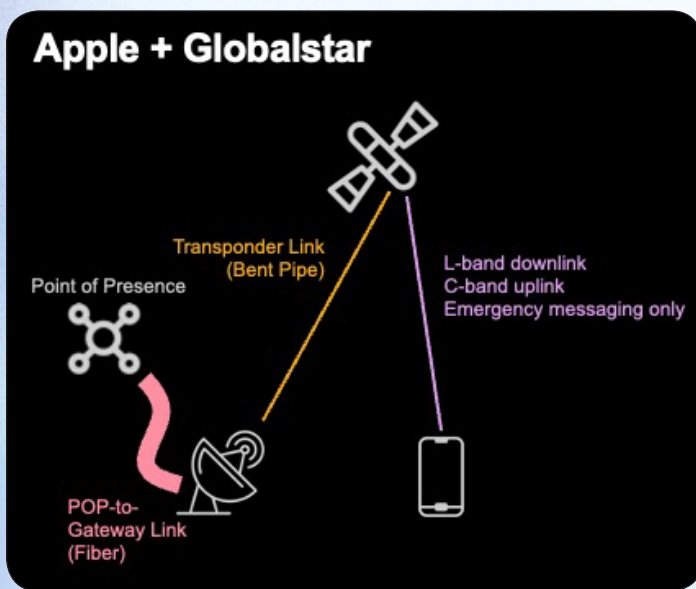 Apple + Globalstar
Transponder Link
(Bent Pipe)
L-band downlink
C-band uplink
Emergency messaging only
Point of Presence
POP-to-
Gateway Link
(Fiber)